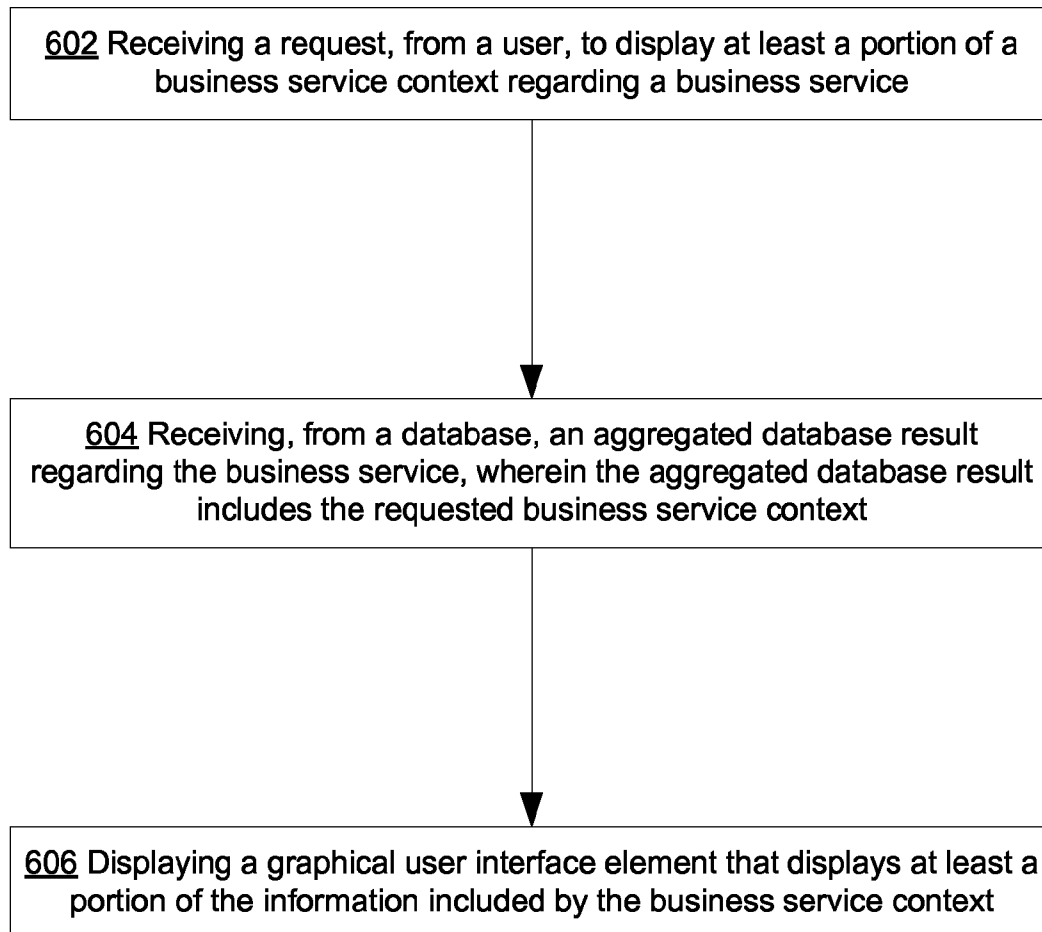 602 Receiving a request, from a user, to display at least a portion of a
business service context regarding a business service
604 Receiving, from a database, an aggregated database result
regarding the business service, wherein the aggregated database result
includes the requested business service context
606 Displaying a graphical user interface element that displays at least a
portion of the information included by the business service context